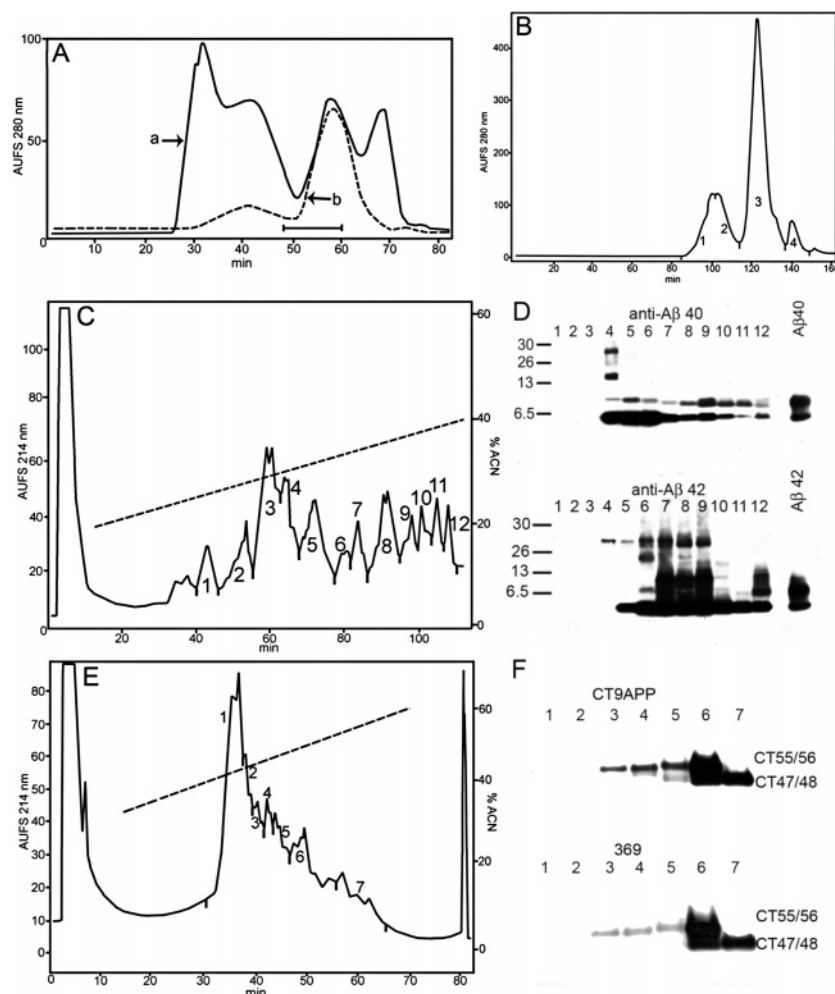 A
AUFS 280 nm
100
50
0
a
b
0 10 20 30 40 50 60 70 80
min
B
AUFS 280 nm
400
300
200
100
0
1 2 3 4
20 40 60 80 100 120 140 160
min
C
AUFS 214 nm
100
80
60
40
20
0
% ACN
60
40
20
0
1 2 3 4 5 6 7 8 9 10 11 12
20 40 60 80 100
min
D
anti-Aβ 40
1 2 3 4 5 6 7 8 9 10 11 12
Aβ40
30
26
13
6.5
anti-Aβ 42
1 2 3 4 5 6 7 8 9 10 11 12
Aβ 42
30
26
13
6.5
E
AUFS 214 nm
80
70
60
50
40
30
20
10
0
% ACN
60
40
20
0
1 2 3 4 5 6 7
0 10 20 30 40 50 60 70 80
min
F
CT9APP
1 2 3 4 5 6 7
CT55/56
CT47/48
369
1 2 3 4 5 6 7
CT55/56
CT47/48